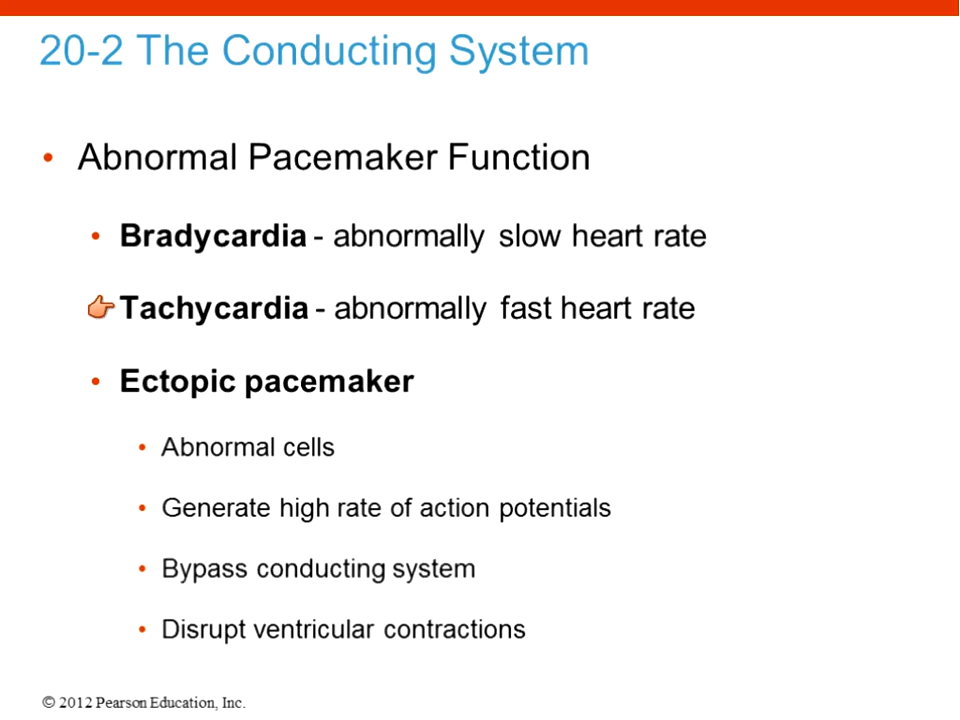 20-2 The Conducting System
• Abnormal Pacemaker Function
• Bradycardia - abnormally slow heart rate
👉 Tachycardia - abnormally fast heart rate
• Ectopic pacemaker
• Abnormal cells
• Generate high rate of action potentials
• Bypass conducting system
• Disrupt ventricular contractions
© 2012 Pearson Education, Inc.